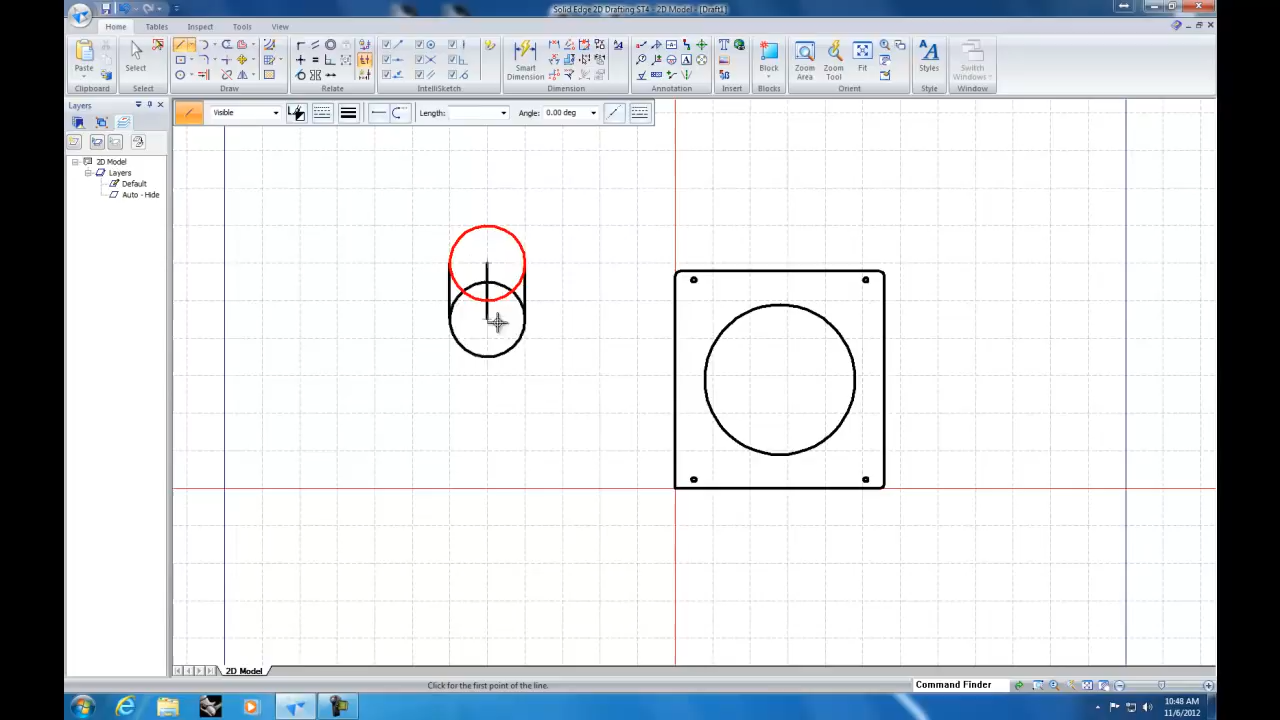 Solid Edge 2D Drafting ST4 - 2D Model - [Draft1]
Home Tables Inspect Tools View
Paste
Select
Smart
Dimension
Block
Zoom
Area
Zoom
Tool
Fit
Styles
Switch
Windows
Clipboard Select Draw Relate IntelliSketch Dimension Annotation Insert Blocks Orient Style Window
Layers
Visible Length: Angle: 0.00 deg
2D Model
Layers
Default
Auto - Hide
2D Model
Click for the first point of the line.
Command Finder
10:48 AM
11/6/2012